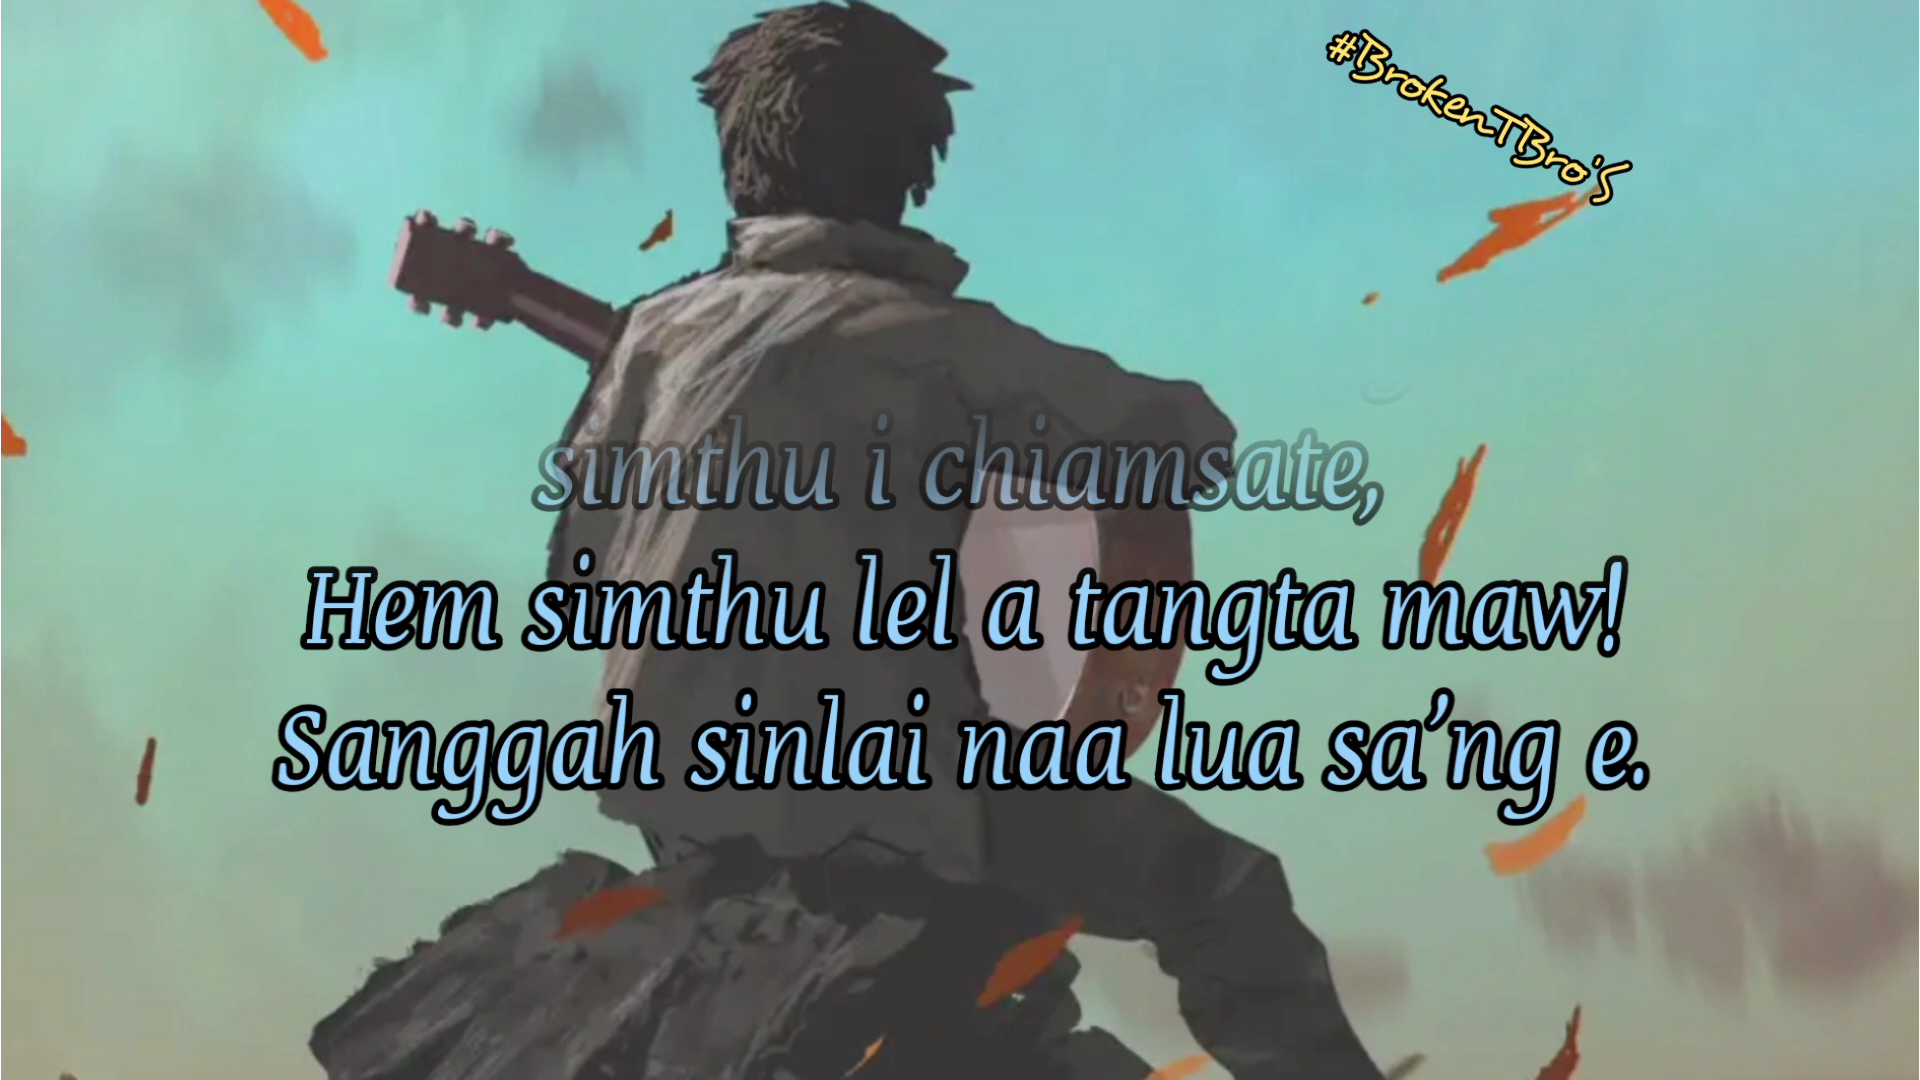 #BrokenTBro's
simthu i chiamsate,
Hem simthu lel a tangta maw!
Sanggah sinlai naa lua sa’ng e.